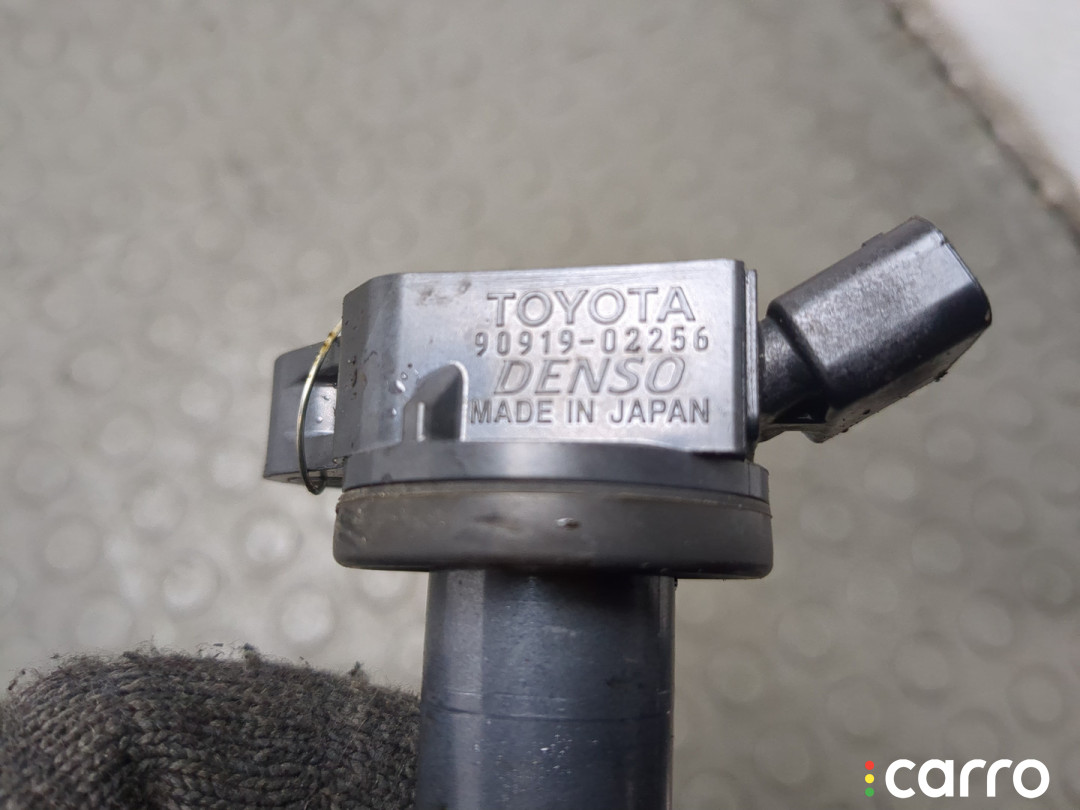 TOYOTA
90919-02256
DENSO
MADE IN JAPAN
carro